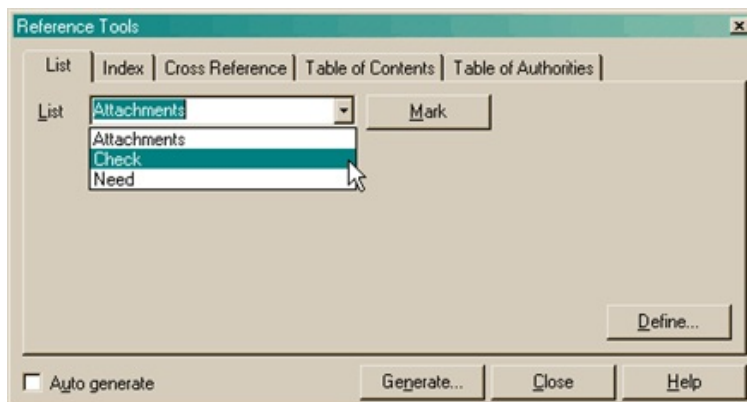 Reference Tools
List Index Cross Reference Table of Contents Table of Authorities
List Attachments Mark
Attachments
Check
Need
Define...
Auto generate Generate... Close Help